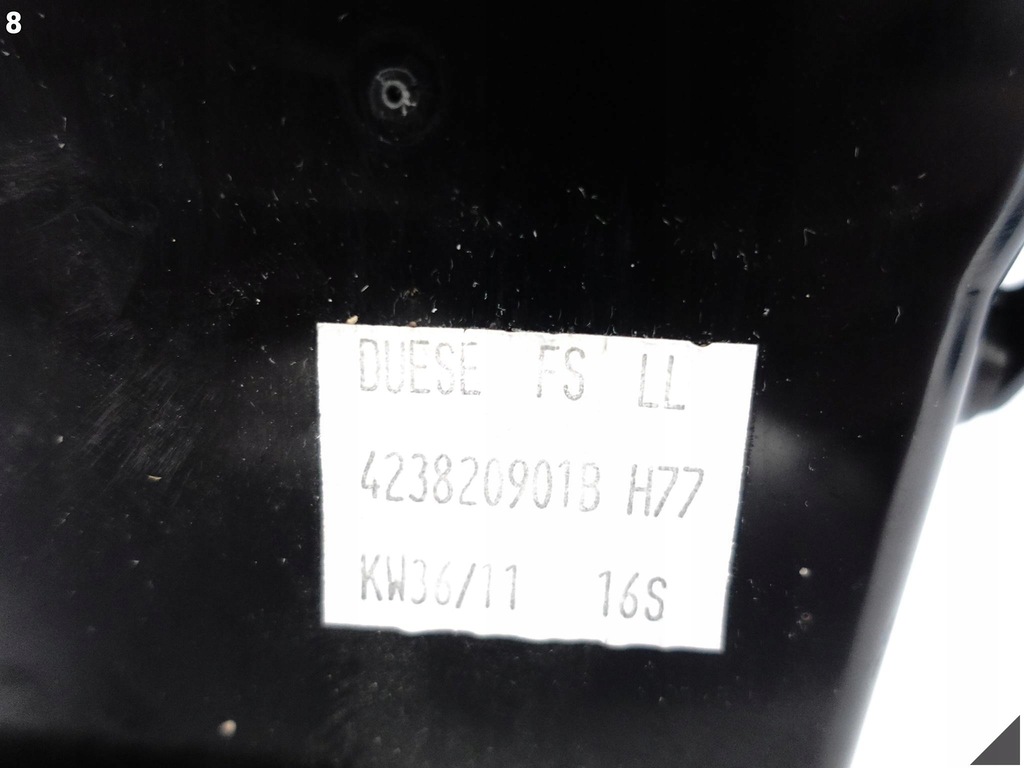 8
DUESE FS LL
423820901B H77
KW36/11 16S